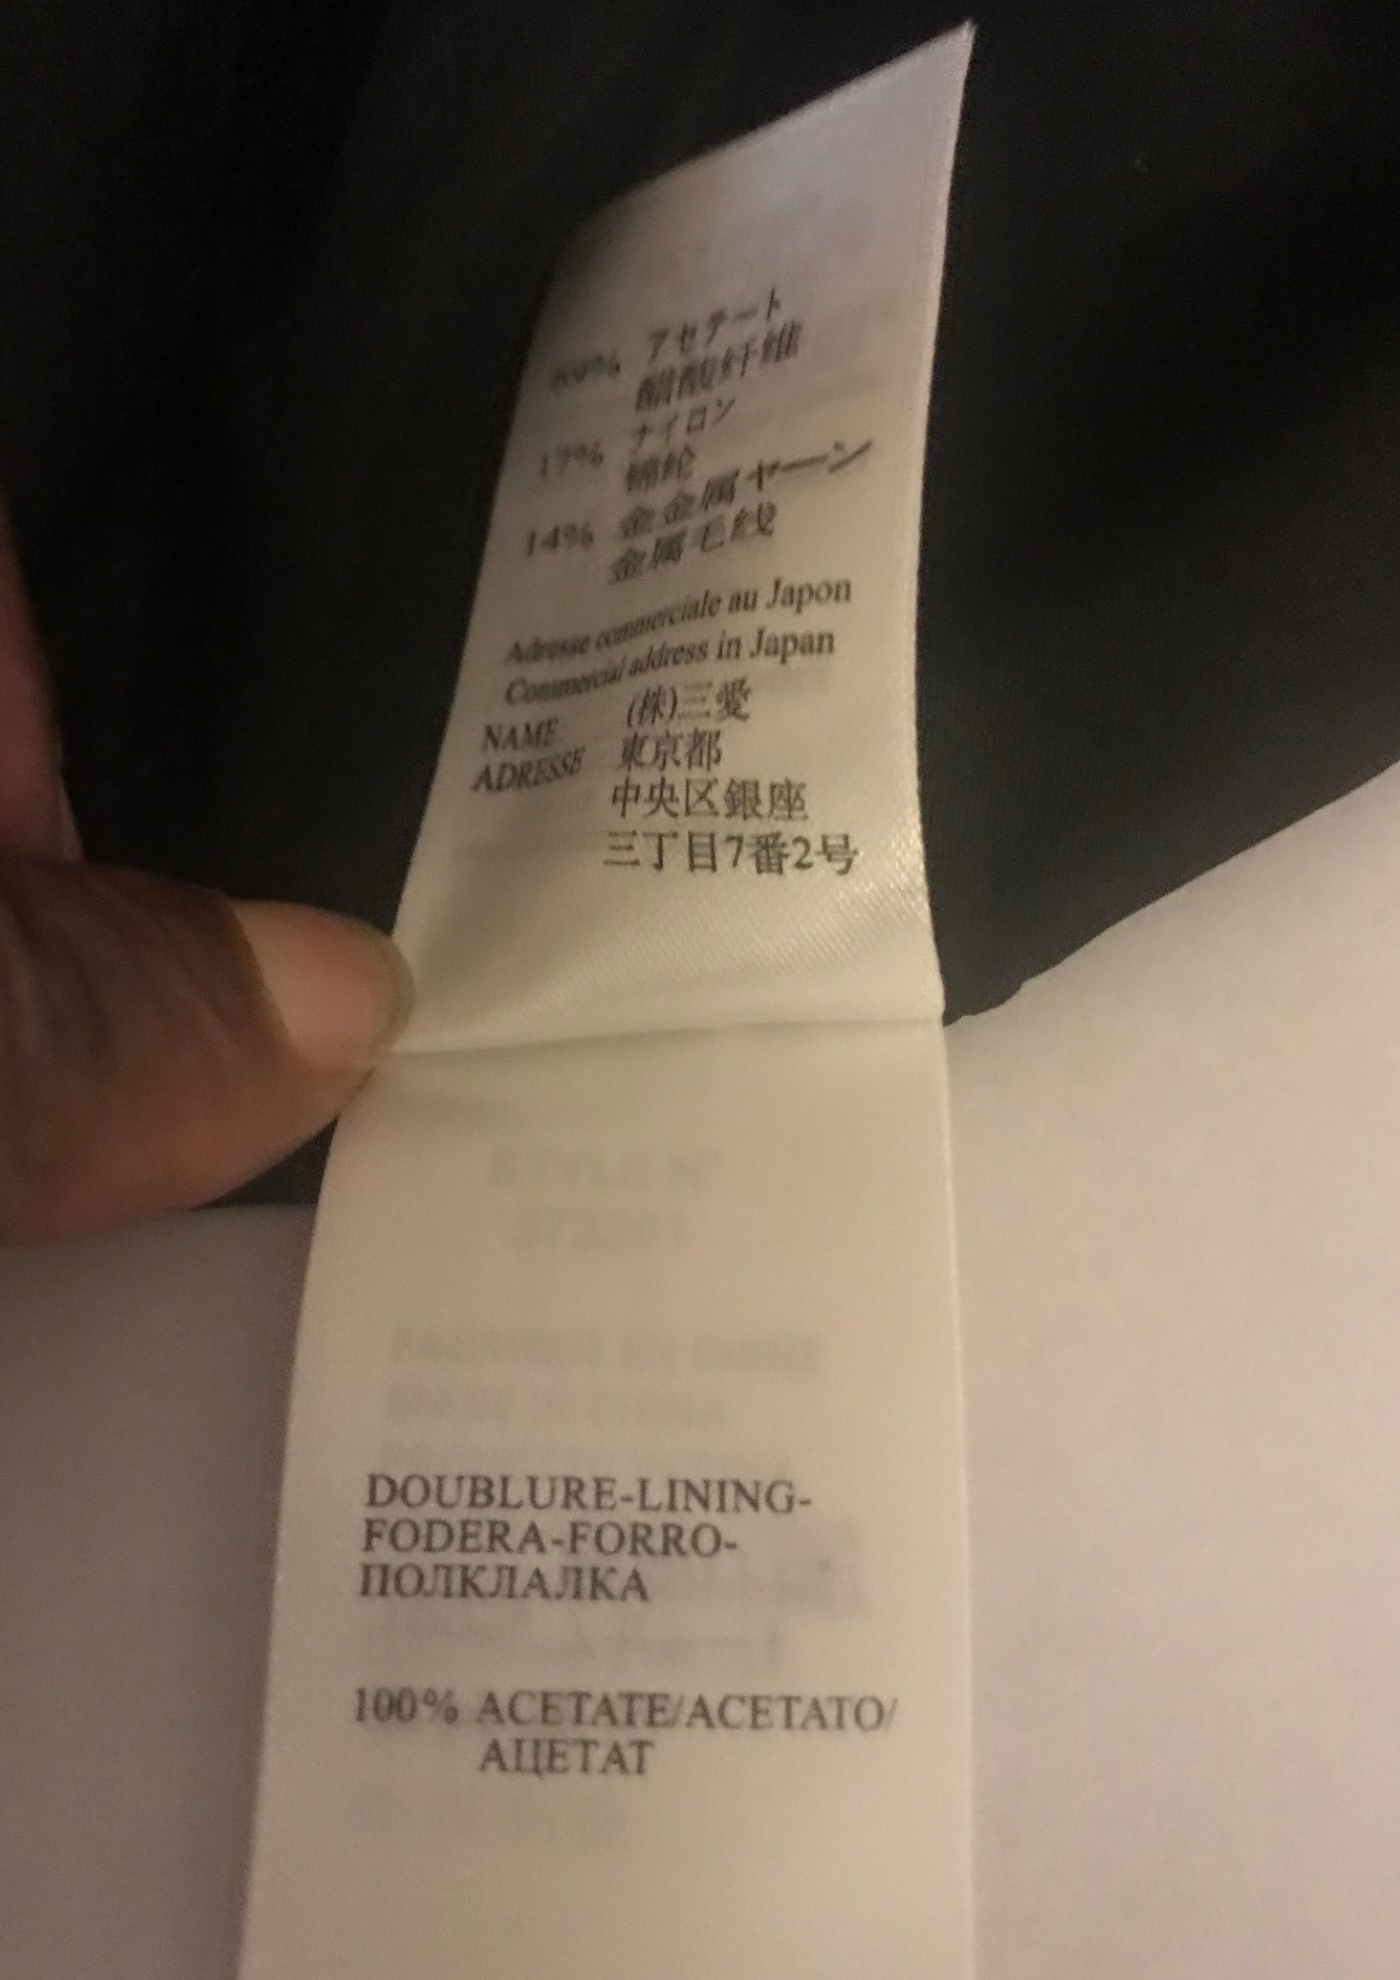 69% アセテート
醋酸纤维
17% ナイロン
锦纶
14% 金金属ヤーン
金属毛线
Adresse commerciale au Japon
Commercial address in Japan
NAME (株)三愛
ADRESSE 東京都
中央区銀座
三丁目7番2号
DOUBLURE-LINING-
FODERA-FORRO-
ПОЛКЛАЛКА
100% ACETATE/ACETATO/
АЦЕТАТ